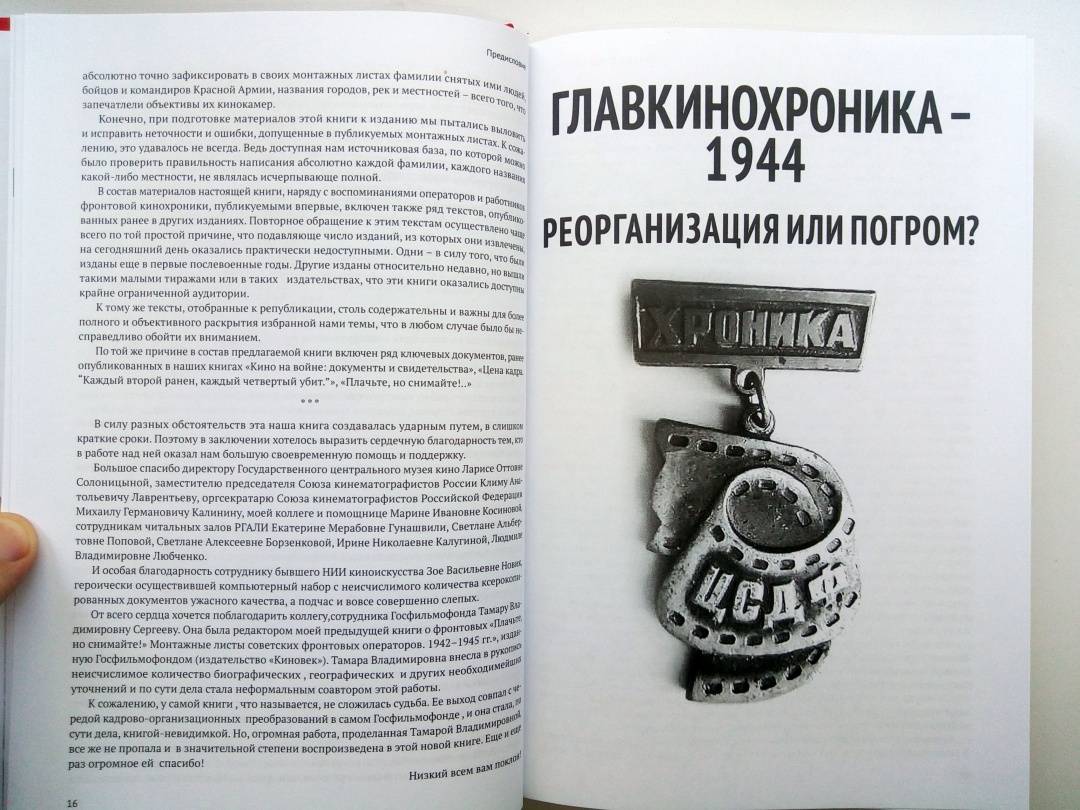 Предисловие
абсолютно точно зафиксировать в своих монтажных листах фамилии снятых ими людей,
бойцов и командиров Красной Армии, названия городов, рек и местностей – всего того, что
запечатлели объективы их кинокамер.
Конечно, при подготовке материалов этой книги к изданию мы пытались выловить
и исправить неточности и ошибки, допущенные в публикуемых монтажных листах. К сожа-
лению, это удавалось не всегда. Ведь доступная нам источниковая база, по которой можно
было проверить правильность написания абсолютно каждой фамилии, каждого названия
какой-либо местности, не являлась исчерпывающе полной.
В состав материалов настоящей книги, наряду с воспоминаниями операторов и работников
фронтовой кинохроники, публикуемыми впервые, включен также ряд текстов, опублико-
ванных ранее в других изданиях. Повторное обращение к этим текстам осуществлено чаще
всего по той простой причине, что подавляющее число изданий, из которых они извлечены,
на сегодняшний день оказались практически недоступными. Одни – в силу того, что были
изданы еще в первые послевоенные годы. Другие изданы относительно недавно, но вышли
такими малыми тиражами или в таких издательствах, что эти книги оказались доступны
крайне ограниченной аудитории.
К тому же тексты, отобранные к републикации, столь содержательны и важны для более
полного и объективного раскрытия избранной нами темы, что в любом случае было бы не-
справедливо обойти их вниманием.
По той же причине в состав предлагаемой книги включен ряд ключевых документов, ранее
опубликованных в наших книгах «Кино на войне: документы и свидетельства», «Цена кадра.
“Каждый второй ранен, каждый четвертый убит.”», «Плачьте, но снимайте!..»
* * *
В силу разных обстоятельств эта наша книга создавалась ударным путем, в слишком
краткие сроки. Поэтому в заключении хотелось выразить сердечную благодарность тем, кто
в работе над ней оказал нам большую своевременную помощь и поддержку.
Большое спасибо директору Государственного центрального музея кино Ларисе Оттовне
Солоницыной, заместителю председателя Союза кинематографистов России Климу Ана-
тольевичу Лаврентьеву, оргсекратарю Союза кинематографистов Российской Федерации
Михаилу Германовичу Калинину, моей коллеге и помощнице Марине Ивановне Косиновой,
сотрудникам читальных залов РГАЛИ Екатерине Мерабовне Гунашвили, Светлане Альбер-
товне Поповой, Светлане Алексеевне Борзенковой, Ирине Николаевне Калугиной, Людмиле
Владимировне Любченко.
И особая благодарность сотруднику бывшего НИИ киноискусства Зое Васильевне Новик,
героически осуществившей компьютерный набор с неисчислимого количества ксерокопи-
рованных документов ужасного качества, а подчас и вовсе совершенно слепых.
От всего сердца хочется поблагодарить коллегу,сотрудника Госфильмофонда Тамару Вла-
димировну Сергееву. Она была редактором моей предыдущей книги о фронтовых «Плачьте,
но снимайте!» Монтажные листы советских фронтовых операторов. 1942–1945 гг.», издан-
ную Госфильмофондом (издательство «Киновек»). Тамара Владимировна внесла в рукопись
неисчислимое количество биографических , географических и других необходимейших
уточнений и по сути дела стала неформальным соавтором этой работы.
К сожалению, у самой книги , что называется, не сложилась судьба. Ее выход совпал с че-
редой кадрово-организационных преобразований в самом Госфильмофонде , и она стала, по
сути дела, книгой-невидимкой. Но, огромная работа, проделанная Тамарой Владимировной,
все же не пропала и в значительной степени воспроизведена в этой новой книге. Еще и еще
раз огромное ей спасибо!
Низкий всем вам поклон!
16
ГЛАВКИНОХРОНИКА –
1944
РЕОРГАНИЗАЦИЯ ИЛИ ПОГРОМ?
ХРОНИКА
ЦСДФ